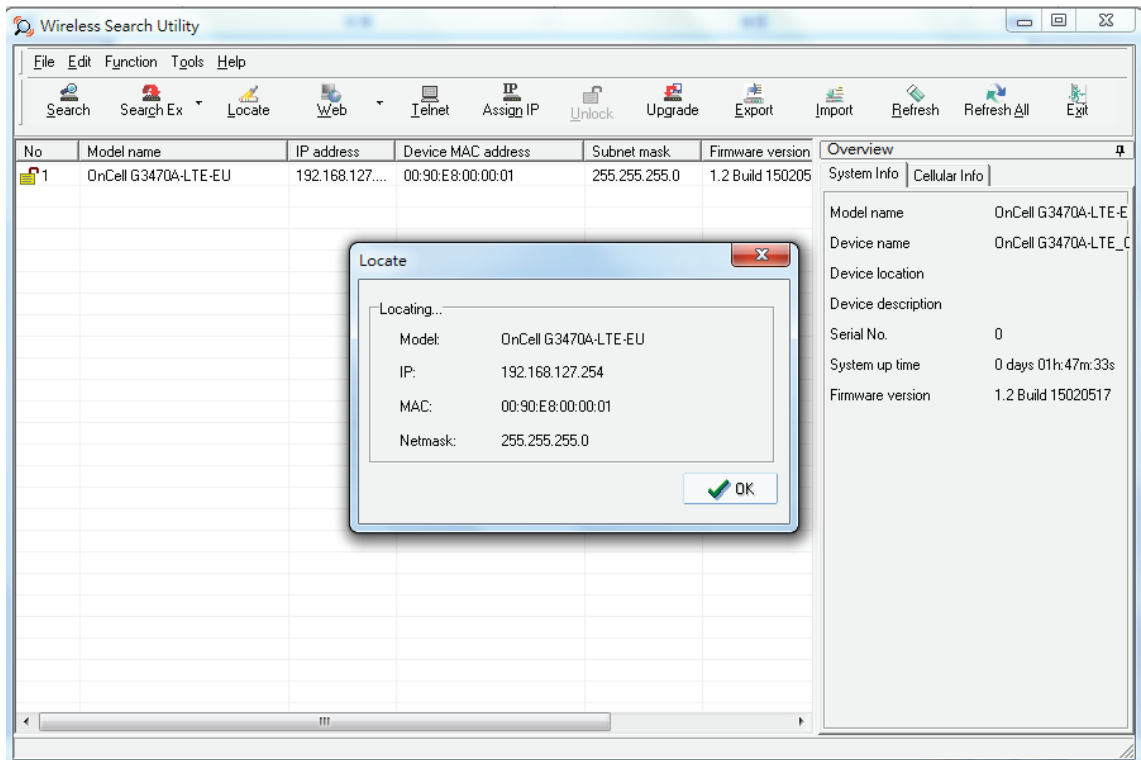 Wireless Search Utility
File Edit Function Tools Help
Search Search Ex Locate Web Telnet Assign IP Unlock Upgrade Export Import Refresh Refresh All Exit
No Model name IP address Device MAC address Subnet mask Firmware version
1 OnCell G3470A-LTE-EU 192.168.127.... 00:90:E8:00:00:01 255.255.255.0 1.2 Build 150205
Overview
System Info Cellular Info
Model name OnCell G3470A-LTE-E
Device name OnCell G3470A-LTE_0
Device location
Device description
Serial No. 0
System up time 0 days 01h:47m:33s
Firmware version 1.2 Build 15020517
Locate
Locating...
Model: OnCell G3470A-LTE-EU
IP: 192.168.127.254
MAC: 00:90:E8:00:00:01
Netmask: 255.255.255.0
OK